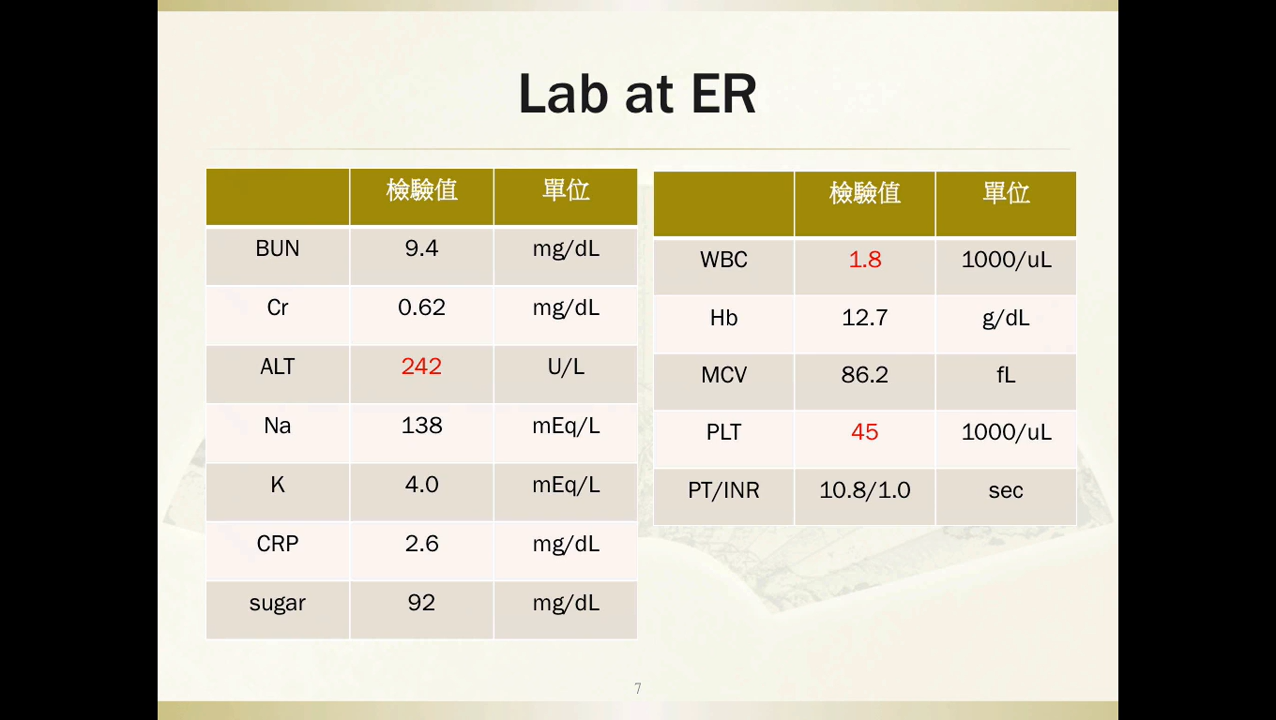 Lab at ER
檢驗值 單位
BUN 9.4 mg/dL
Cr 0.62 mg/dL
ALT 242 U/L
Na 138 mEq/L
K 4.0 mEq/L
CRP 2.6 mg/dL
sugar 92 mg/dL
檢驗值 單位
WBC 1.8 1000/uL
Hb 12.7 g/dL
MCV 86.2 fL
PLT 45 1000/uL
PT/INR 10.8/1.0 sec
7